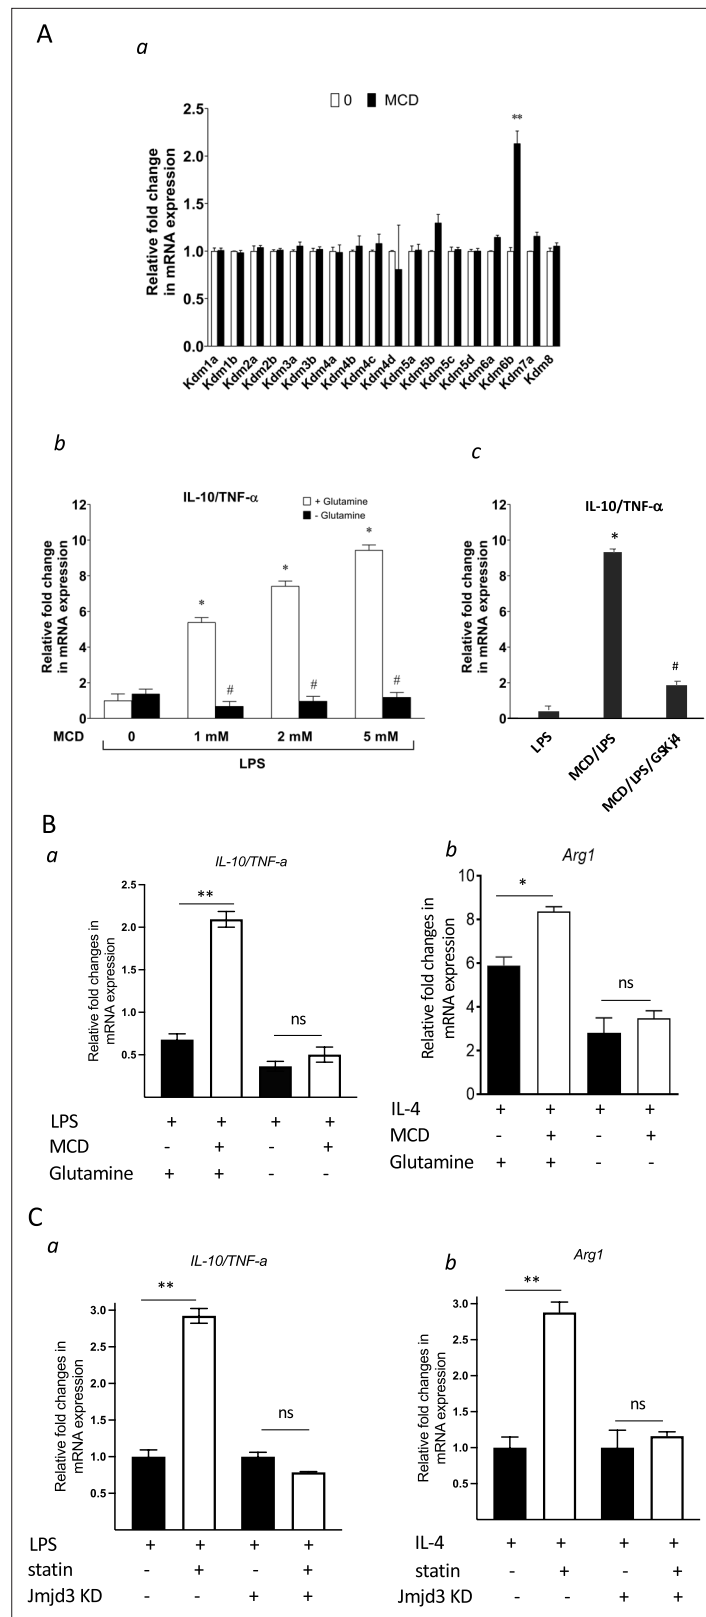 A
a
0 MCD
Relative fold change
in mRNA expression
2.5
2.0
1.5
1.0
0.5
0.0
**
Kdm1a
Kdm1b
Kdm2a
Kdm2b
Kdm3a
Kdm3b
Kdm4a
Kdm4b
Kdm4c
Kdm4d
Kdm5a
Kdm5b
Kdm5c
Kdm5d
Kdm6a
Kdm6b
Kdm7a
Kdm8
b
IL-10/TNF-α
+ Glutamine
- Glutamine
Relative fold change
in mRNA expression
12
10
8
6
4
2
0
* * *
# # #
MCD 0 1 mM 2 mM 5 mM
LPS
c
IL-10/TNF-α
Relative fold change
in mRNA expression
12
10
8
6
4
2
0
*
#
LPS
MCD/LPS
MCD/LPS/GSKj4
B
a
IL-10/TNF-a
Relative fold changes in
mRNA expression
2.5
2.0
1.5
1.0
0.5
**
ns
LPS + + + +
MCD - + - +
Glutamine + + - -
b
Arg1
Relative fold changes in
mRNA expression
10
8
6
4
2
0
*
ns
IL-4 + + + +
MCD - + - +
Glutamine + + - -
C
a
IL-10/TNF-a
Relative fold changes in
mRNA expression
3.0
2.5
2.0
1.5
1.0
0.5
**
ns
LPS + + + +
statin - + - +
Jmjd3 KD - - + +
b
Arg1
Relative fold changes in
mRNA expression
3.0
2.5
2.0
1.5
1.0
0.5
**
ns
IL-4 + + + +
statin - + - +
Jmjd3 KD - - + +